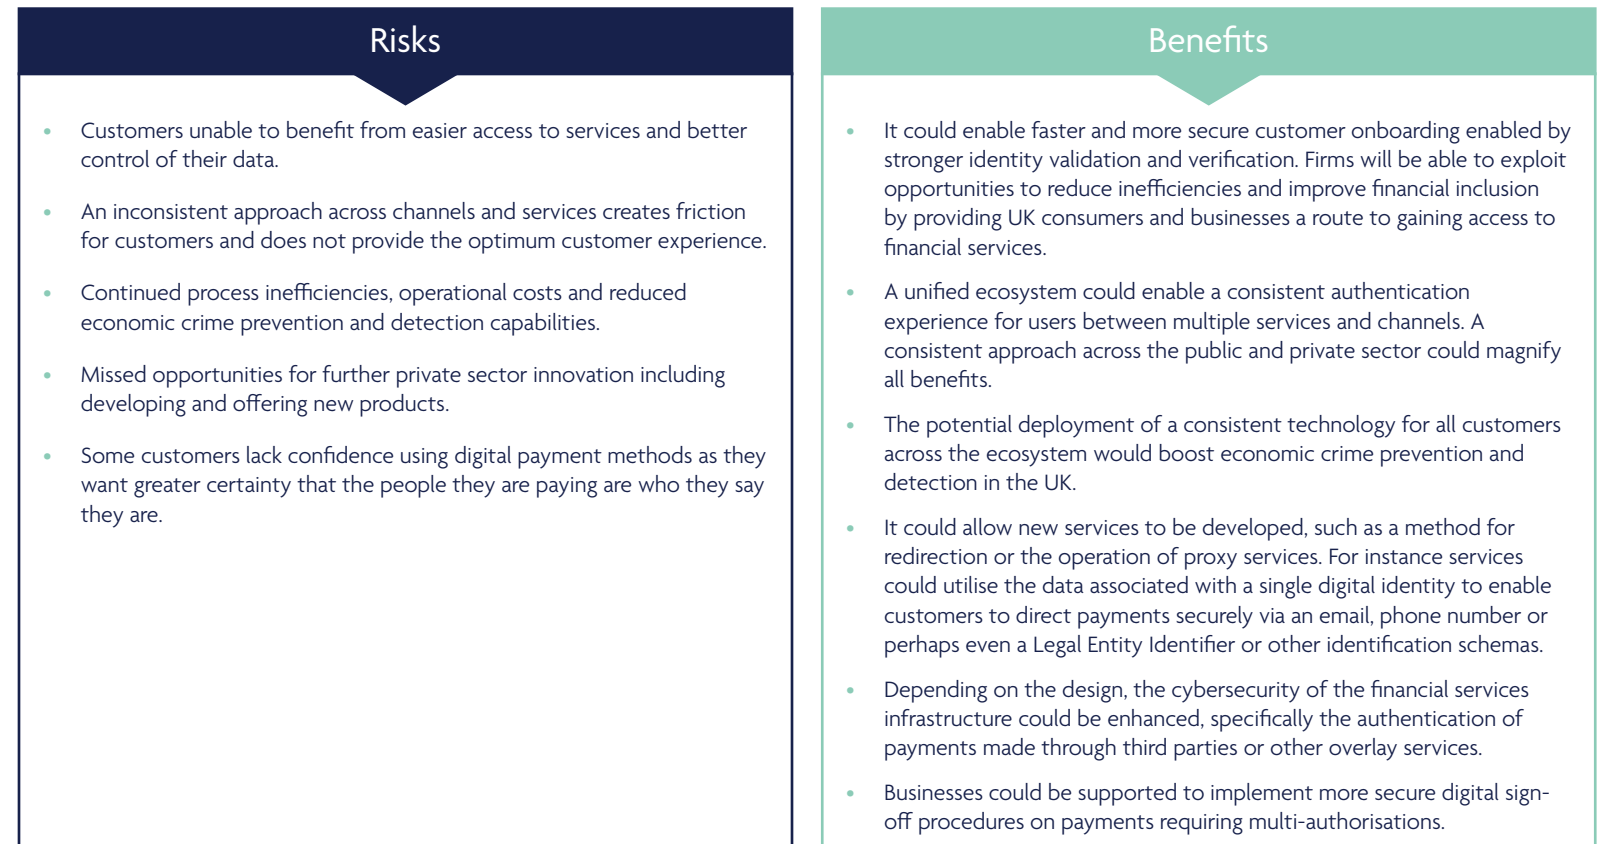 Risks
• Customers unable to benefit from easier access to services and better
control of their data.
• An inconsistent approach across channels and services creates friction
for customers and does not provide the optimum customer experience.
• Continued process inefficiencies, operational costs and reduced
economic crime prevention and detection capabilities.
• Missed opportunities for further private sector innovation including
developing and offering new products.
• Some customers lack confidence using digital payment methods as they
want greater certainty that the people they are paying are who they say
they are.
Benefits
• It could enable faster and more secure customer onboarding enabled by
stronger identity validation and verification. Firms will be able to exploit
opportunities to reduce inefficiencies and improve financial inclusion
by providing UK consumers and businesses a route to gaining access to
financial services.
• A unified ecosystem could enable a consistent authentication
experience for users between multiple services and channels. A
consistent approach across the public and private sector could magnify
all benefits.
• The potential deployment of a consistent technology for all customers
across the ecosystem would boost economic crime prevention and
detection in the UK.
• It could allow new services to be developed, such as a method for
redirection or the operation of proxy services. For instance services
could utilise the data associated with a single digital identity to enable
customers to direct payments securely via an email, phone number or
perhaps even a Legal Entity Identifier or other identification schemas.
• Depending on the design, the cybersecurity of the financial services
infrastructure could be enhanced, specifically the authentication of
payments made through third parties or other overlay services.
• Businesses could be supported to implement more secure digital sign-
off procedures on payments requiring multi-authorisations.